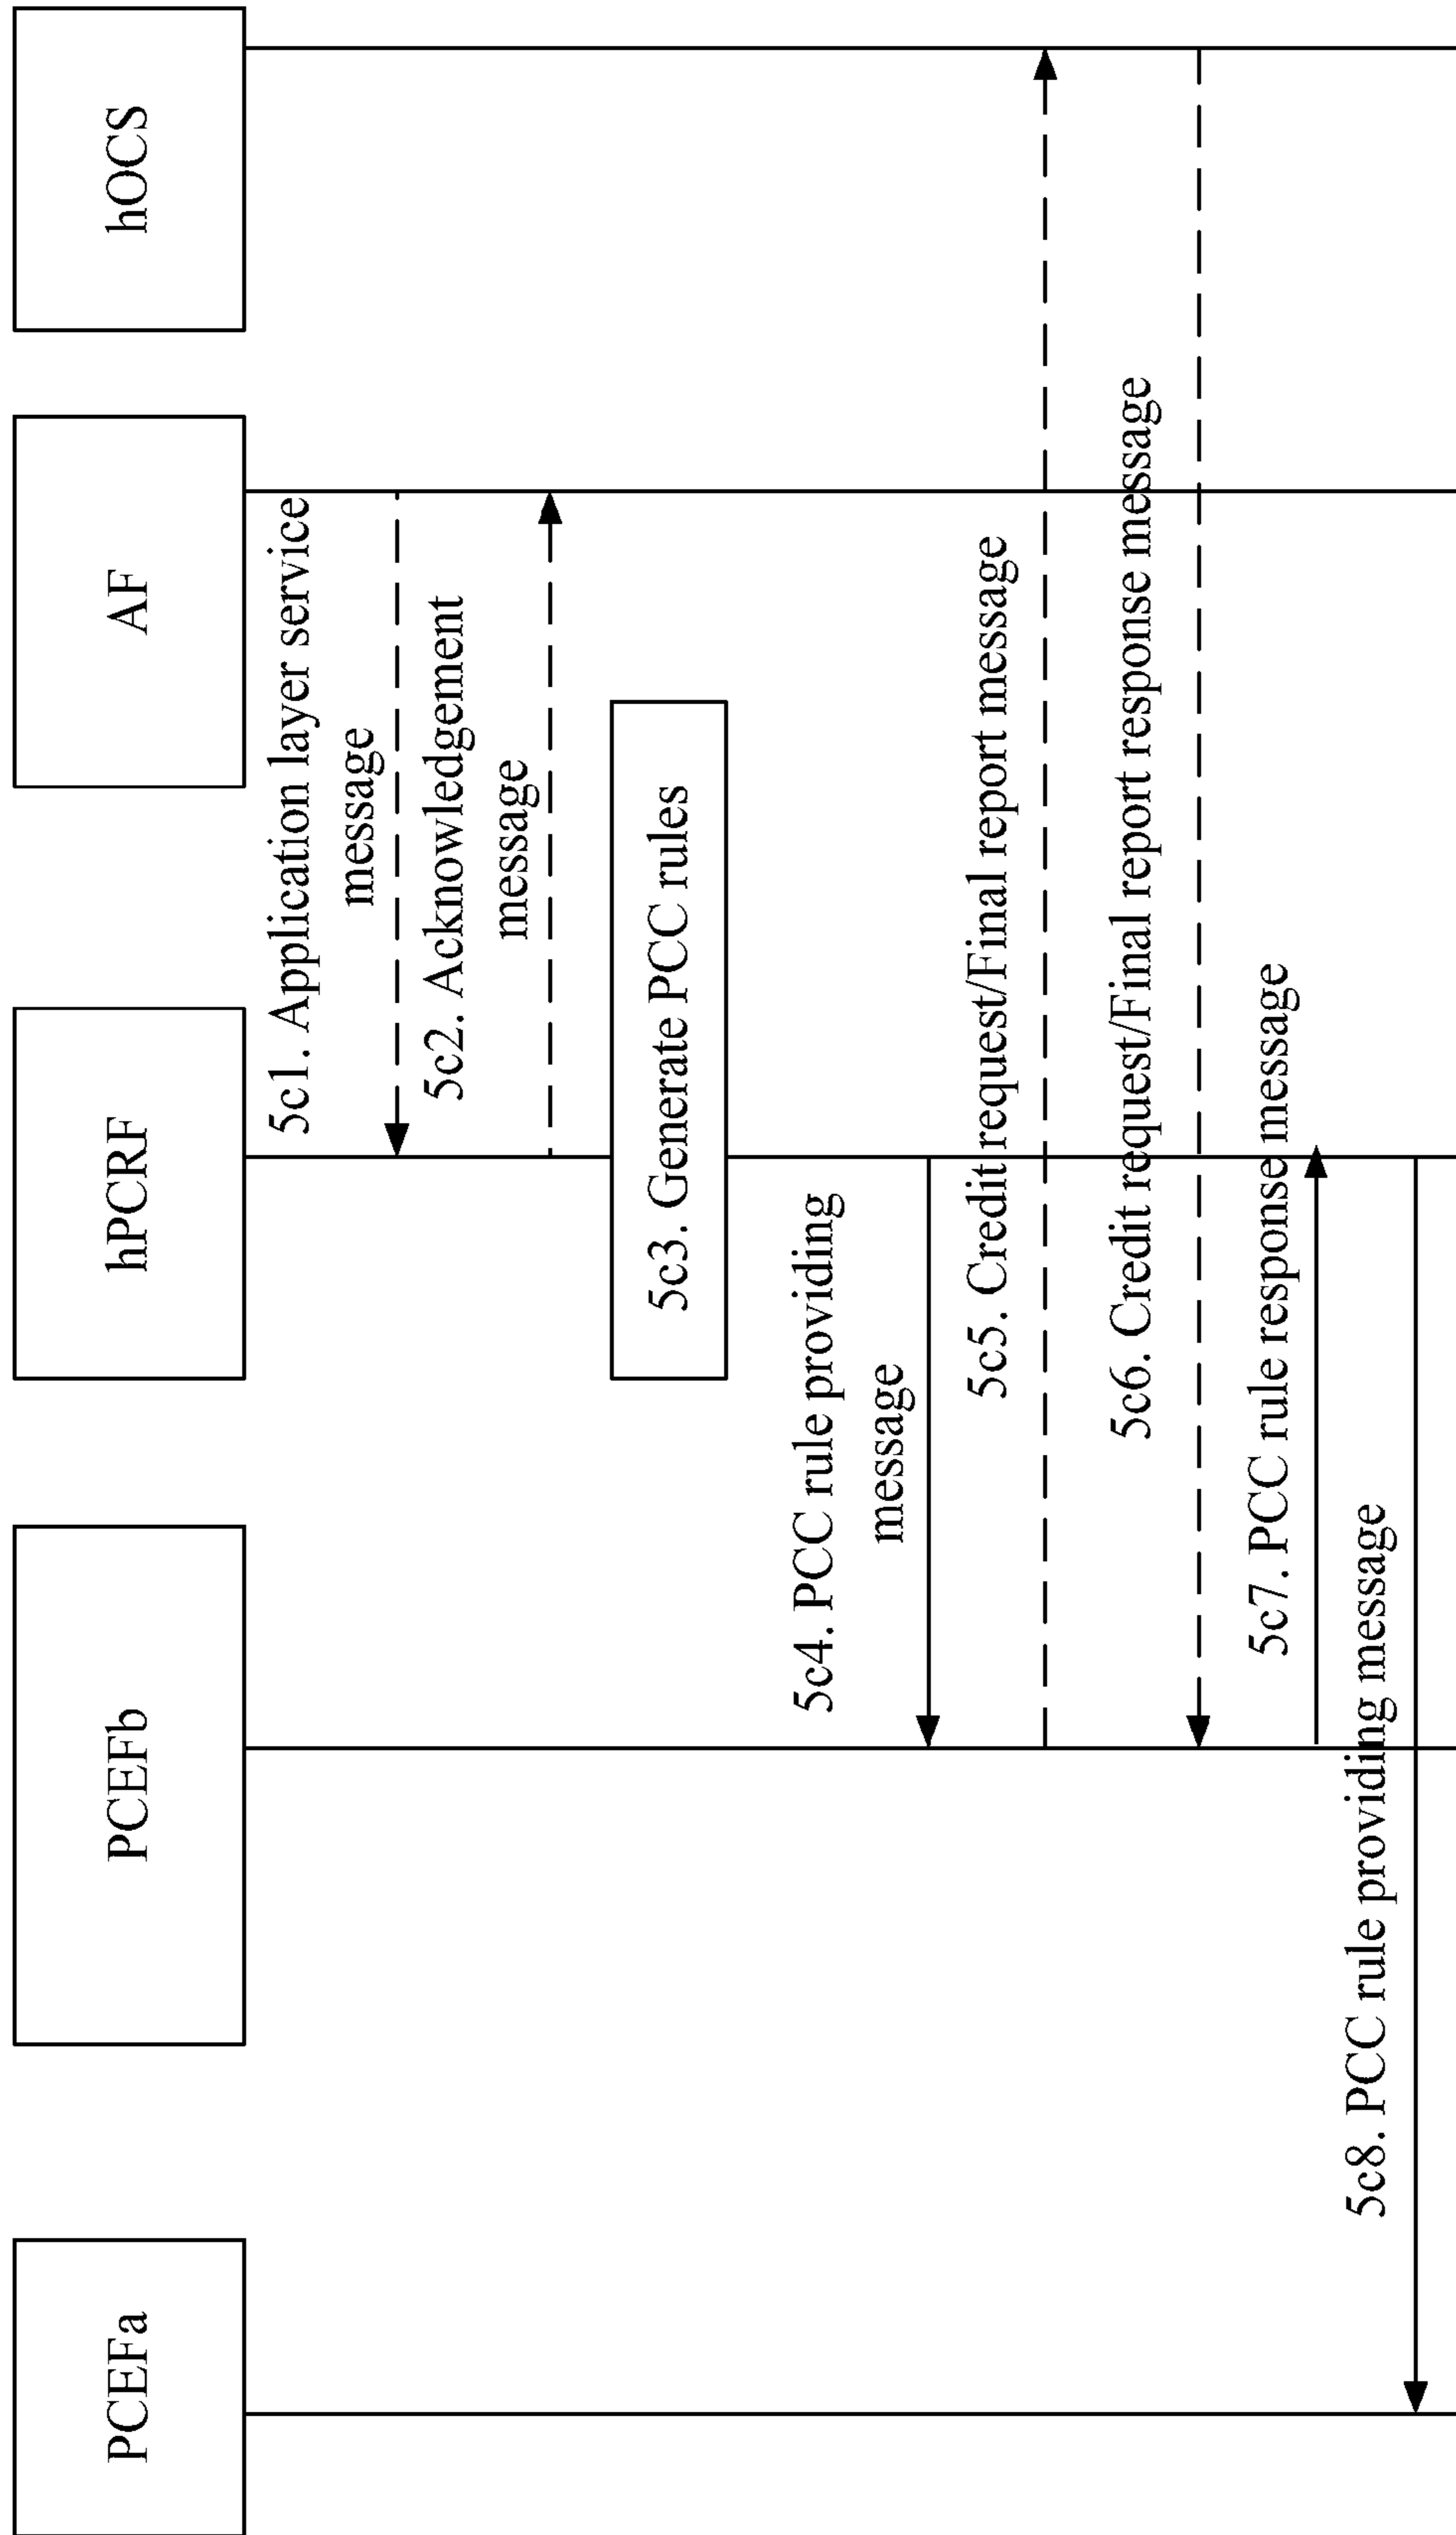 PCEFa
PCEFb
hPCRF
AF
hOCS
5c1. Application layer service
message
5c2. Acknowledgement
message
5c3. Generate PCC rules
5c4. PCC rule providing
message
5c5. Credit request/Final report message
5c6. Credit request/Final report response message
5c7. PCC rule response message
5c8. PCC rule providing message